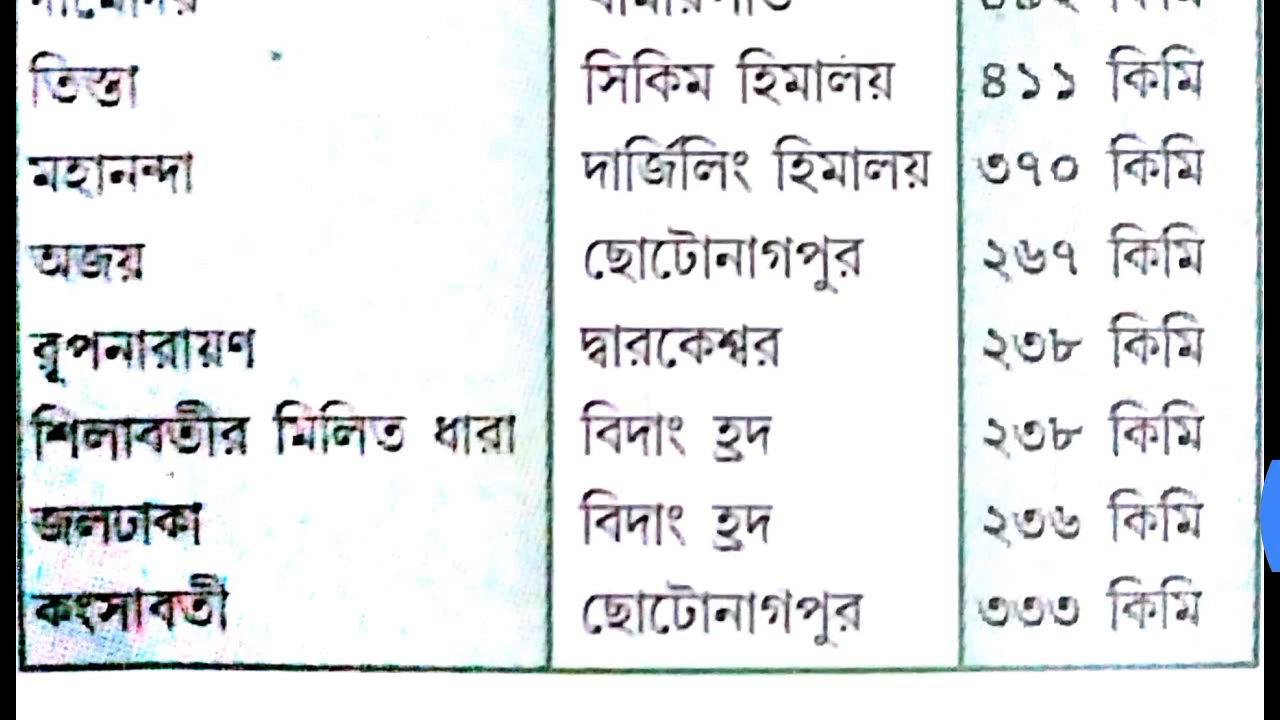 তিস্তা সিকিম হিমালয় ৪১১ কিমি
মহানন্দা দার্জিলিং হিমালয় ৩৭০ কিমি
অজয় ছোটোনাগপুর ২৬৭ কিমি
রূপনারায়ণ দ্বারকেশ্বর ২৩৮ কিমি
শিলাবতীর মিলিত ধারা বিদাং হ্রদ ২৩৮ কিমি
জলঢাকা বিদাং হ্রদ ২৩৬ কিমি
কংসাবতী ছোটোনাগপুর ৩৩৩ কিমি